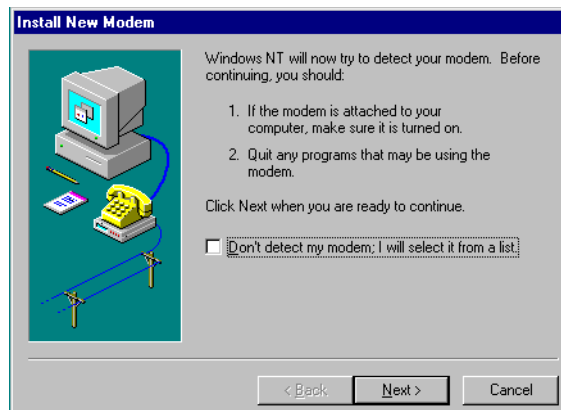 Install New Modem
Windows NT will now try to detect your modem. Before
continuing, you should:
1. If the modem is attached to your
computer, make sure it is turned on.
2. Quit any programs that may be using the
modem.
Click Next when you are ready to continue.
Don't detect my modem; I will select it from a list.
< Back
Next >
Cancel